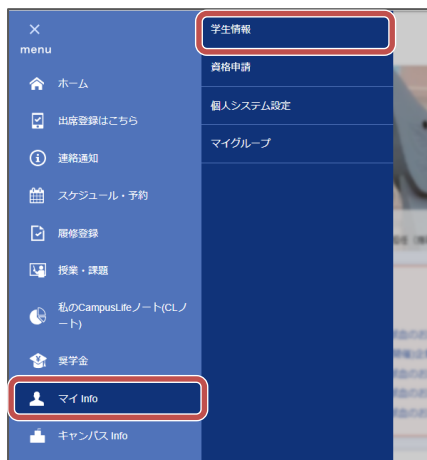 menu
ホーム
出席登録はこちら
連絡通知
スケジュール・予約
履修登録
授業・課題
私のCampusLifeノート(CLノ
ート)
奨学金
マイ Info
キャンパス Info
学生情報
資格申請
個人システム設定
マイグループ